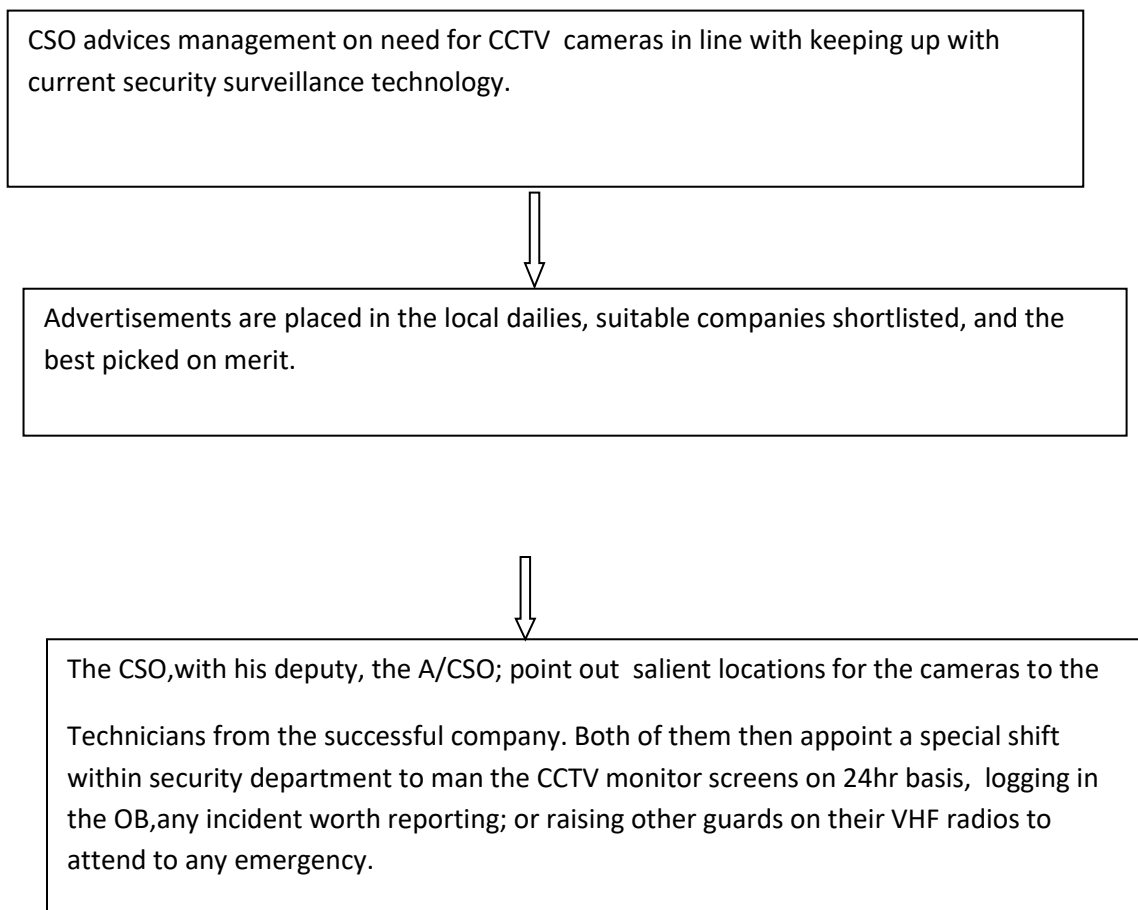 CSO advices management on need for CCTV  cameras in line with keeping up with
current security surveillance technology.
Advertisements are placed in the local dailies, suitable companies shortlisted, and the
best picked on merit.
The CSO,with his deputy, the A/CSO; point out  salient locations for the cameras to the
Technicians from the successful company. Both of them then appoint a special shift
within security department to man the CCTV monitor screens on 24hr basis,  logging in
the OB,any incident worth reporting; or raising other guards on their VHF radios to
attend to any emergency.